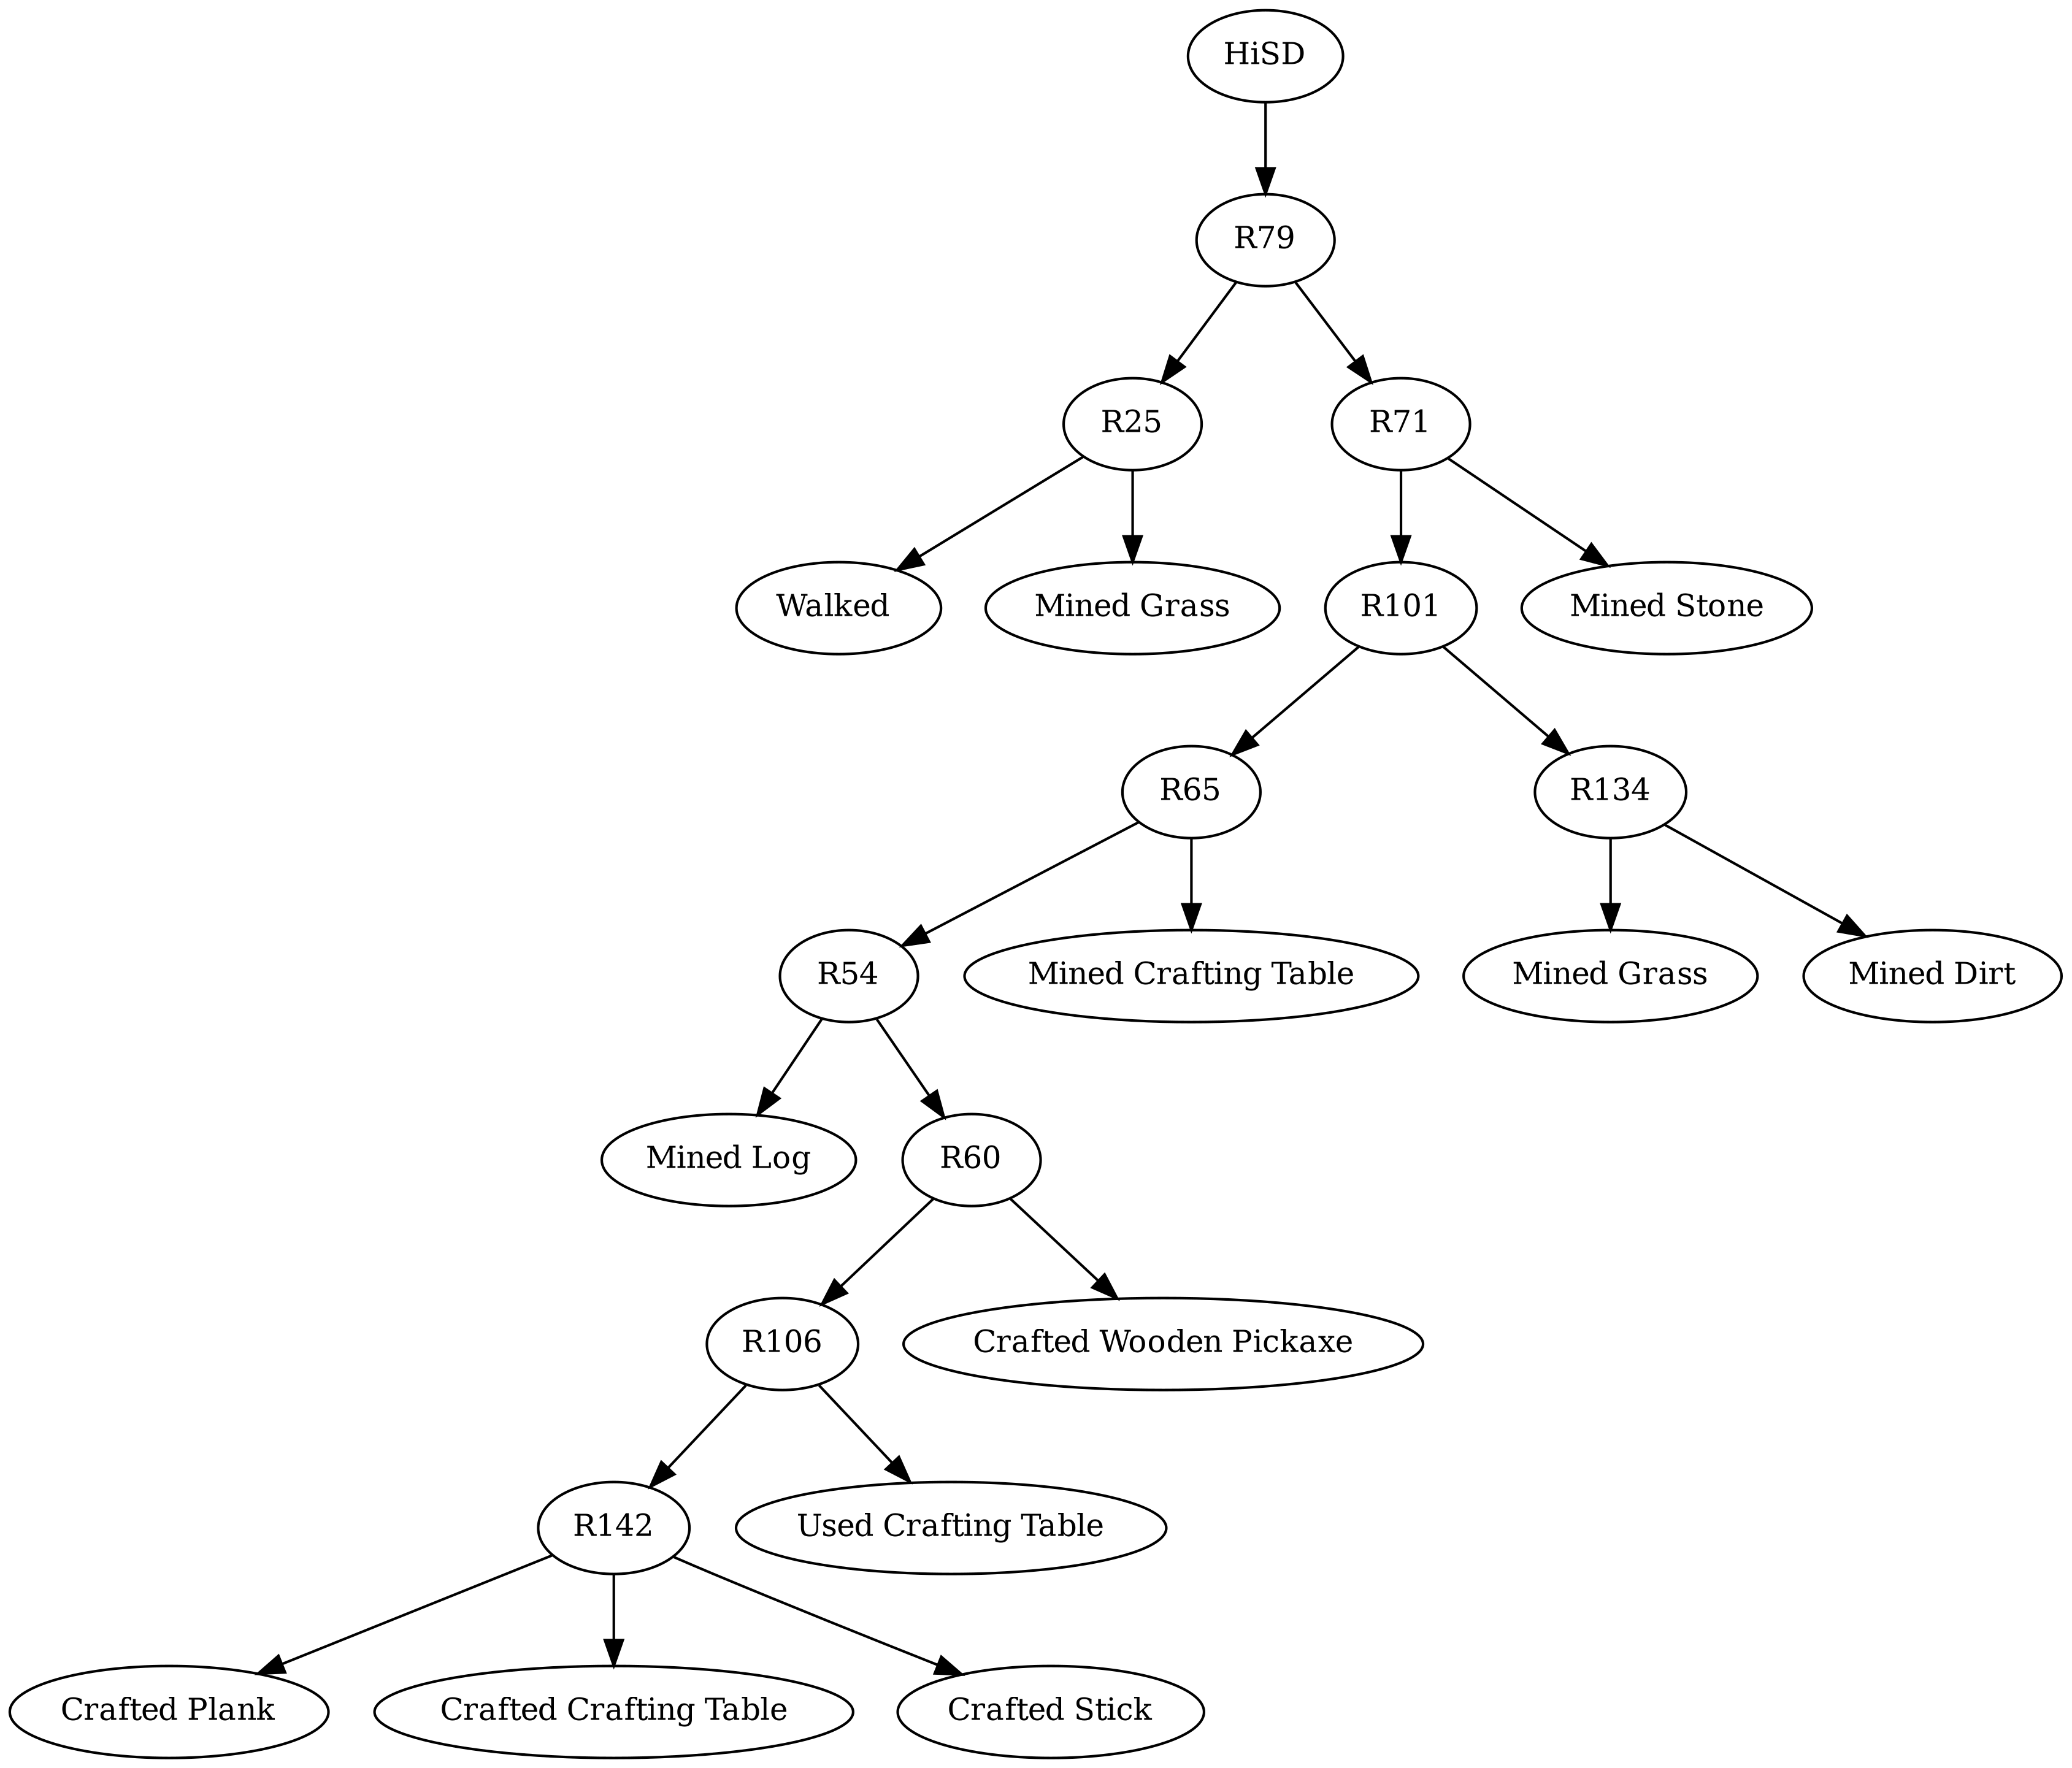 HiSD
R79
R25
R71
Walked
Mined Grass
R101
Mined Stone
R65
R134
R54
Mined Crafting Table
Mined Grass
Mined Dirt
Mined Log
R60
R106
Crafted Wooden Pickaxe
R142
Used Crafting Table
Crafted Plank
Crafted Crafting Table
Crafted Stick